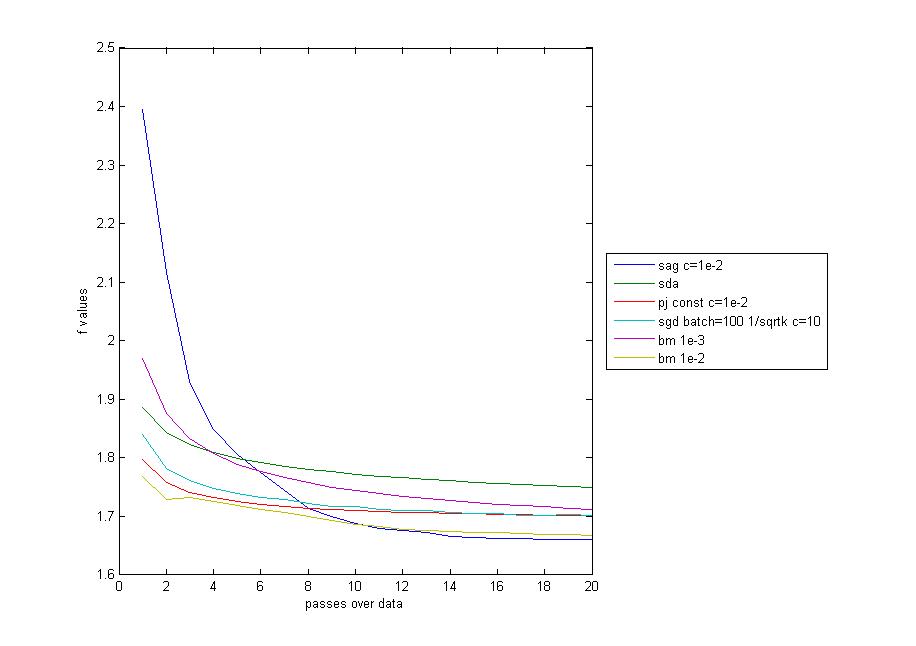 2.5
2.4
2.3
2.2
2.1
2
1.9
1.8
1.7
1.6
f values
0 2 4 6 8 10 12 14 16 18 20
passes over data
sag c=1e-2
sda
pj const c=1e-2
sgd batch=100 1/sqrtk c=10
bm 1e-3
bm 1e-2